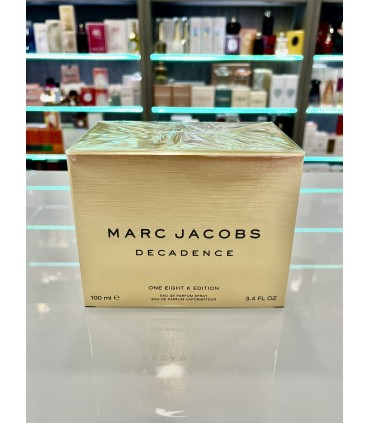 MARC JACOBS
DECADENCE
ONE EIGHT K EDITION
EAU DE PARFUM SPRAY
EAU DE PARFUM VAPORISATEUR
100 ml ℮ 3.4 FL OZ